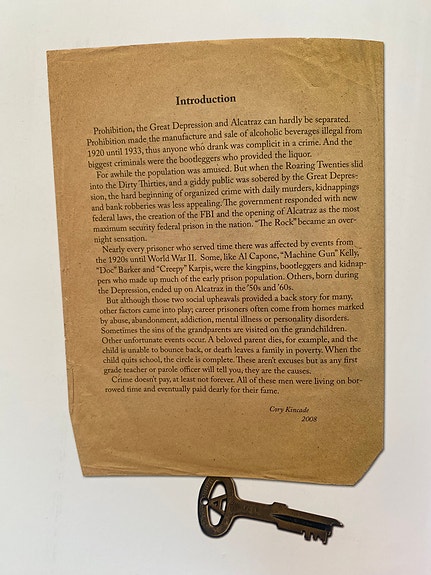 Introduction
Prohibition, the Great Depression and Alcatraz can hardly be separated.
Prohibition made the manufacture and sale of alcoholic beverages illegal from
1920 until 1933, thus anyone who drank was complicit in a crime. And the
biggest criminals were the bootleggers who provided the liquor.
For awhile the population was amused. But when the Roaring Twenties slid
into the Dirty Thirties, and a giddy public was sobered by the Great Depres-
sion, the hard beginning of organized crime with daily murders, kidnappings
and bank robberies was less appealing. The government responded with new
federal laws, the creation of the FBI and the opening of Alcatraz as the most
maximum security federal prison in the nation. "The Rock" became an over-
night sensation.
Nearly every prisoner who served time there was affected by events from
the 1920s until World War II. Some, like Al Capone, "Machine Gun" Kelly,
"Doc" Barker and "Creepy" Karpis, were the kingpins, bootleggers and kidnap-
pers who made up much of the early prison population. Others, born during
the Depression, ended up on Alcatraz in the '50s and '60s.
But although those two social upheavals provided a back story for many,
other factors came into play; career prisoners often come from homes marked
by abuse, abandonment, addiction, mental illness or personality disorders.
Sometimes the sins of the grandparents are visited on the grandchildren.
Other unfortunate events occur. A beloved parent dies, for example, and the
child is unable to bounce back, or death leaves a family in poverty. When the
child quits school, the circle is complete. These aren't excuses but as any first
grade teacher or parole officer will tell you, they are the causes.
Crime doesn't pay, at least not forever. All of these men were living on bor-
rowed time and eventually paid dearly for their fame.
Cory Kincade
2008